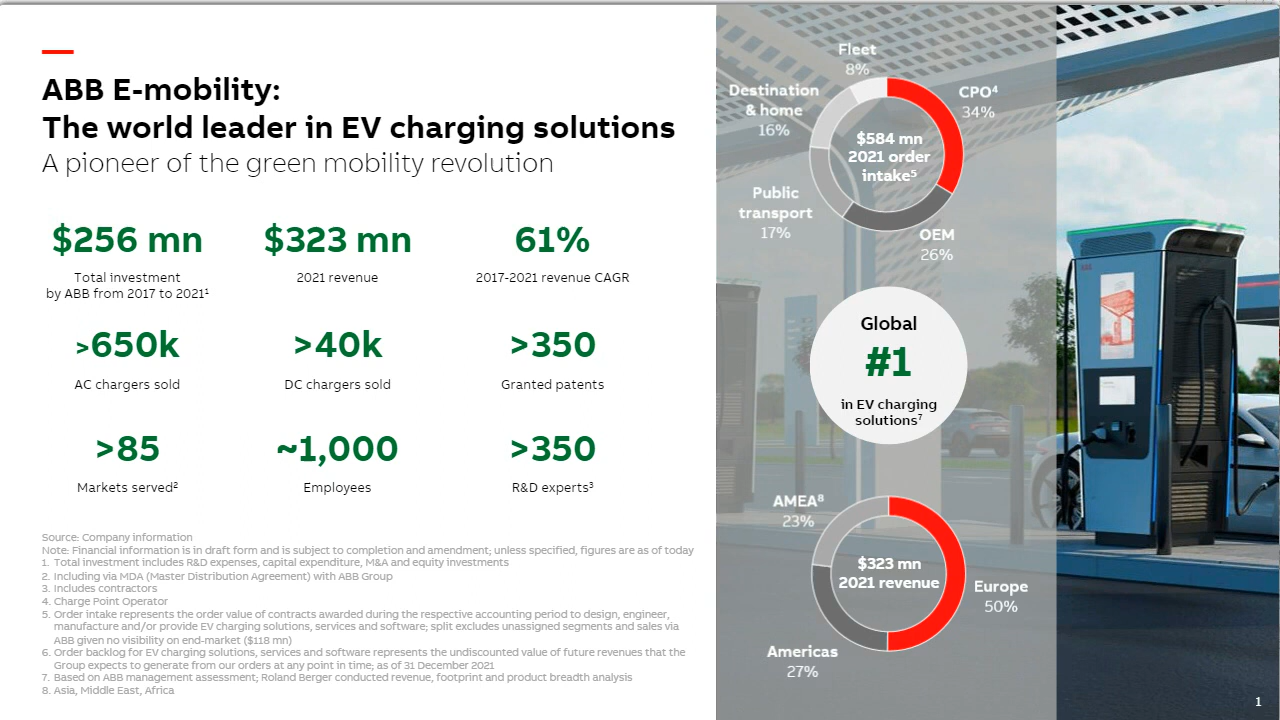 ABB E-mobility:
The world leader in EV charging solutions
A pioneer of the green mobility revolution
$256 mn
Total investment
by ABB from 2017 to 2021¹
$323 mn
2021 revenue
61%
2017-2021 revenue CAGR
>650k
AC chargers sold
>40k
DC chargers sold
>350
Granted patents
>85
Markets served²
~1,000
Employees
>350
R&D experts³
Source: Company information
Note: Financial information is in draft form and is subject to completion and amendment; unless specified, figures are as of today
1. Total investment includes R&D expenses, capital expenditure, M&A and equity investments
2. Including via MDA (Master Distribution Agreement) with ABB Group
3. Includes contractors
4. Charge Point Operator
5. Order intake represents the order value of contracts awarded during the respective accounting period to design, engineer,
manufacture and/or provide EV charging solutions, services and software; split excludes unassigned segments and sales via
ABB given no visibility on end-market ($118 mn)
6. Order backlog for EV charging solutions, services and software represents the undiscounted value of future revenues that the
Group expects to generate from our orders at any point in time; as of 31 December 2021
7. Based on ABB management assessment; Roland Berger conducted revenue, footprint and product breadth analysis
8. Asia, Middle East, Africa
Fleet
8%
CPO⁴
34%
Destination
& home
16%
$584 mn
2021 order
intake⁵
Public
transport
17%
OEM
26%
Global
#1
in EV charging
solutions⁷
AMEA⁸
23%
$323 mn
2021 revenue
Europe
50%
Americas
27%
ABB
1